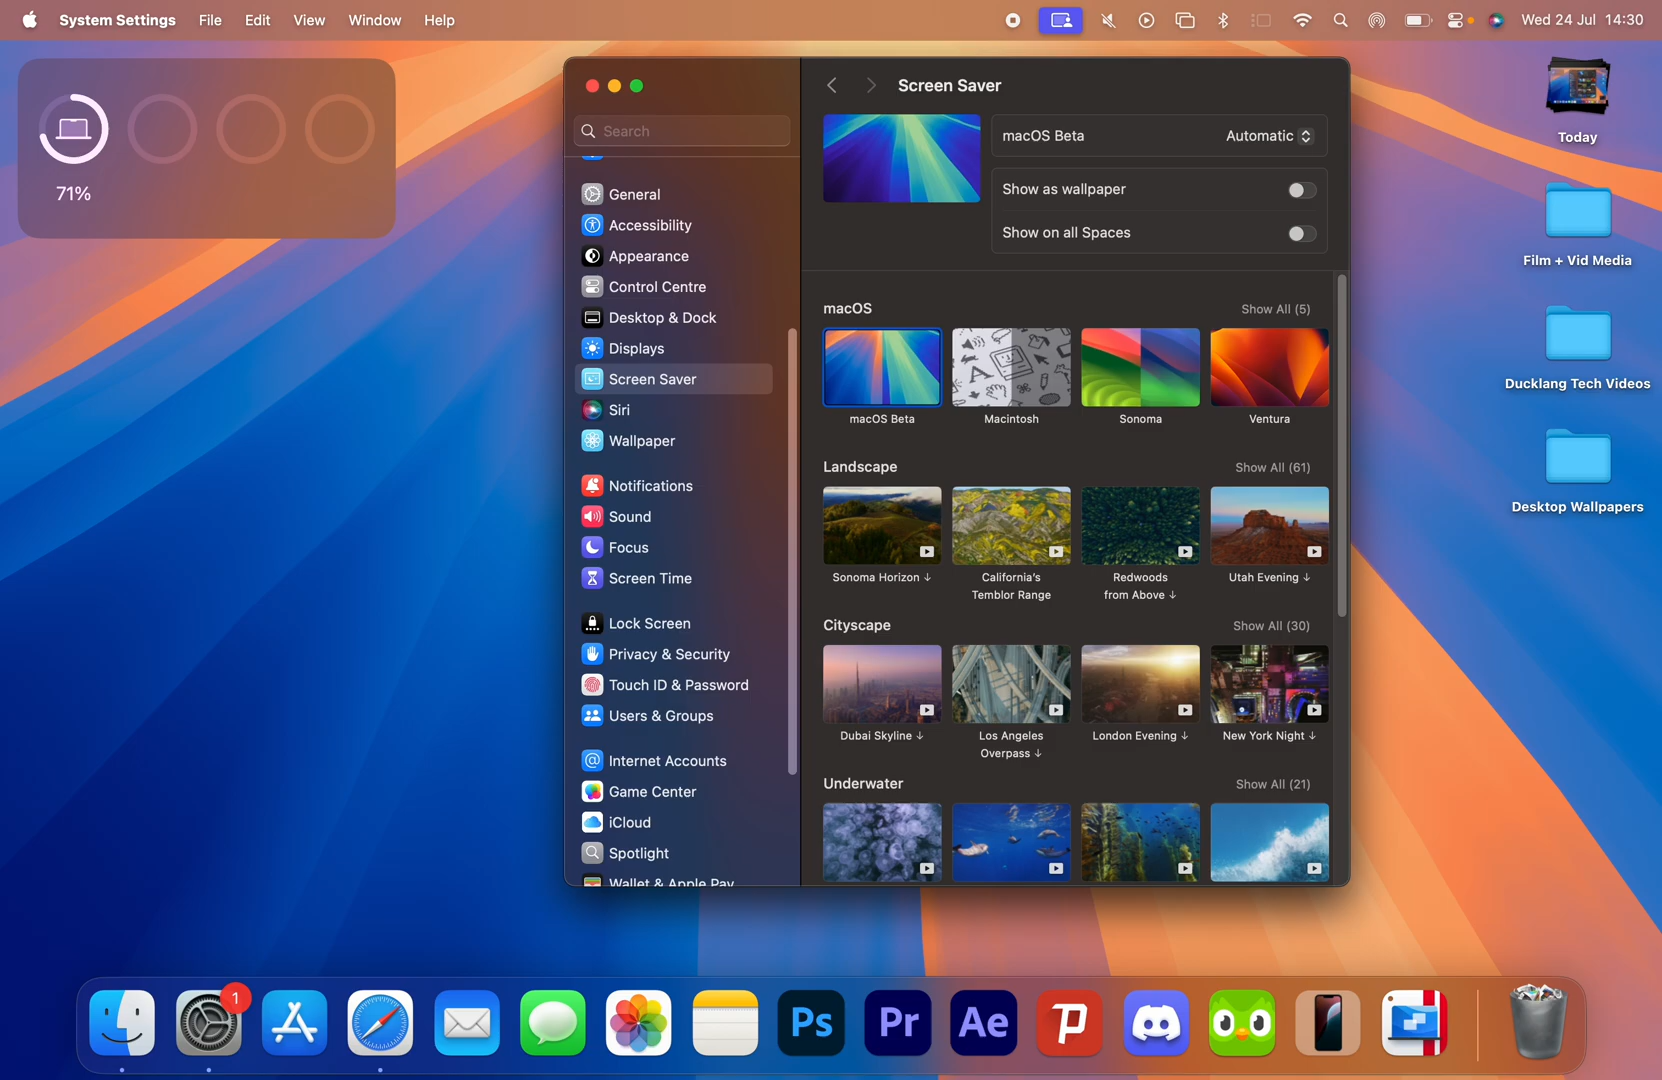 System Settings File Edit View Window Help Wed 24 Jul 14:30
71%
Search
General
Accessibility
Appearance
Control Centre
Desktop & Dock
Displays
Screen Saver
Siri
Wallpaper
Notifications
Sound
Focus
Screen Time
Lock Screen
Privacy & Security
Touch ID & Password
Users & Groups
Internet Accounts
Game Center
iCloud
Spotlight
Wallet & Apple Pay
Screen Saver
macOS Beta Automatic
Show as wallpaper
Show on all Spaces
macOS Show All (5)
macOS Beta Macintosh Sonoma Ventura
Landscape Show All (61)
Sonoma Horizon ↓ California's Redwoods Utah Evening ↓
Temblor Range from Above ↓
Cityscape Show All (30)
Dubai Skyline ↓ Los Angeles London Evening ↓ New York Night ↓
Overpass ↓
Underwater Show All (21)
Today
Film + Vid Media
Ducklang Tech Videos
Desktop Wallpapers
1
Ps Pr Ae